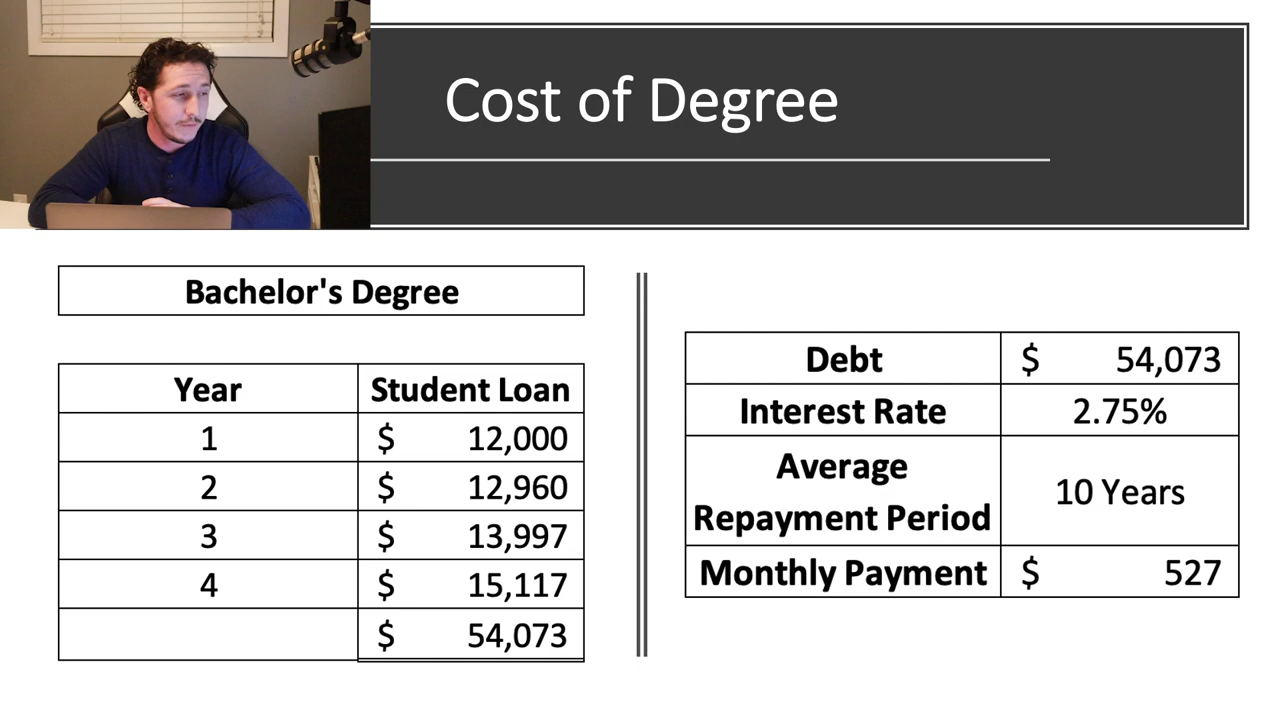 Cost of Degree
Bachelor's Degree
Year Student Loan
1 $ 12,000
2 $ 12,960
3 $ 13,997
4 $ 15,117
$ 54,073
Debt $ 54,073
Interest Rate 2.75%
Average
Repayment Period 10 Years
Monthly Payment $ 527